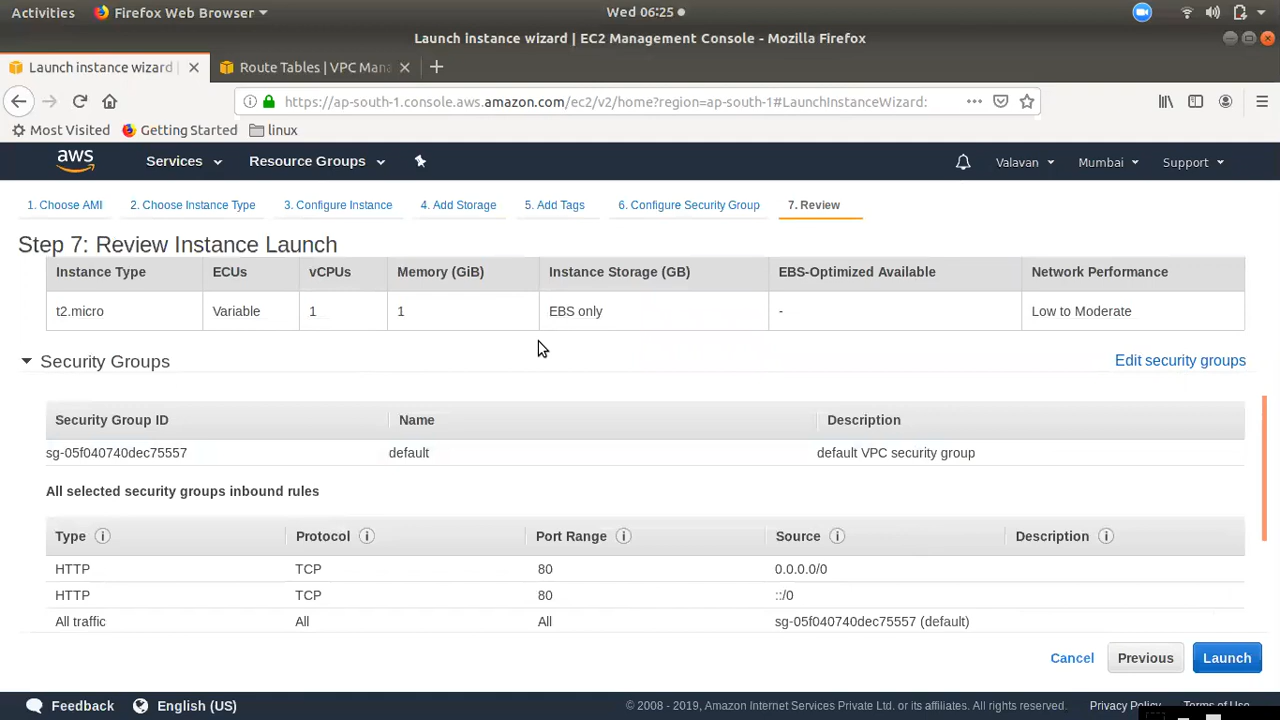 Activities Firefox Web Browser Wed 06:25
Launch instance wizard | EC2 Management Console - Mozilla Firefox
Launch instance wizard | Route Tables | VPC Mana
https://ap-south-1.console.aws.amazon.com/ec2/v2/home?region=ap-south-1#LaunchInstanceWizard:
Most Visited Getting Started linux
aws Services Resource Groups Valavan Mumbai Support
1. Choose AMI 2. Choose Instance Type 3. Configure Instance 4. Add Storage 5. Add Tags 6. Configure Security Group 7. Review
Step 7: Review Instance Launch
Instance Type ECUs vCPUs Memory (GiB) Instance Storage (GB) EBS-Optimized Available Network Performance
t2.micro Variable 1 1 EBS only - Low to Moderate
Security Groups Edit security groups
Security Group ID Name Description
sg-05f040740dec75557 default default VPC security group
All selected security groups inbound rules
Type Protocol Port Range Source Description
HTTP TCP 80 0.0.0.0/0
HTTP TCP 80 ::/0
All traffic All All sg-05f040740dec75557 (default)
Cancel Previous Launch
Feedback English (US) © 2008 - 2019, Amazon Internet Services Private Ltd. or its affiliates. All rights reserved. Privacy Policy Terms of Use